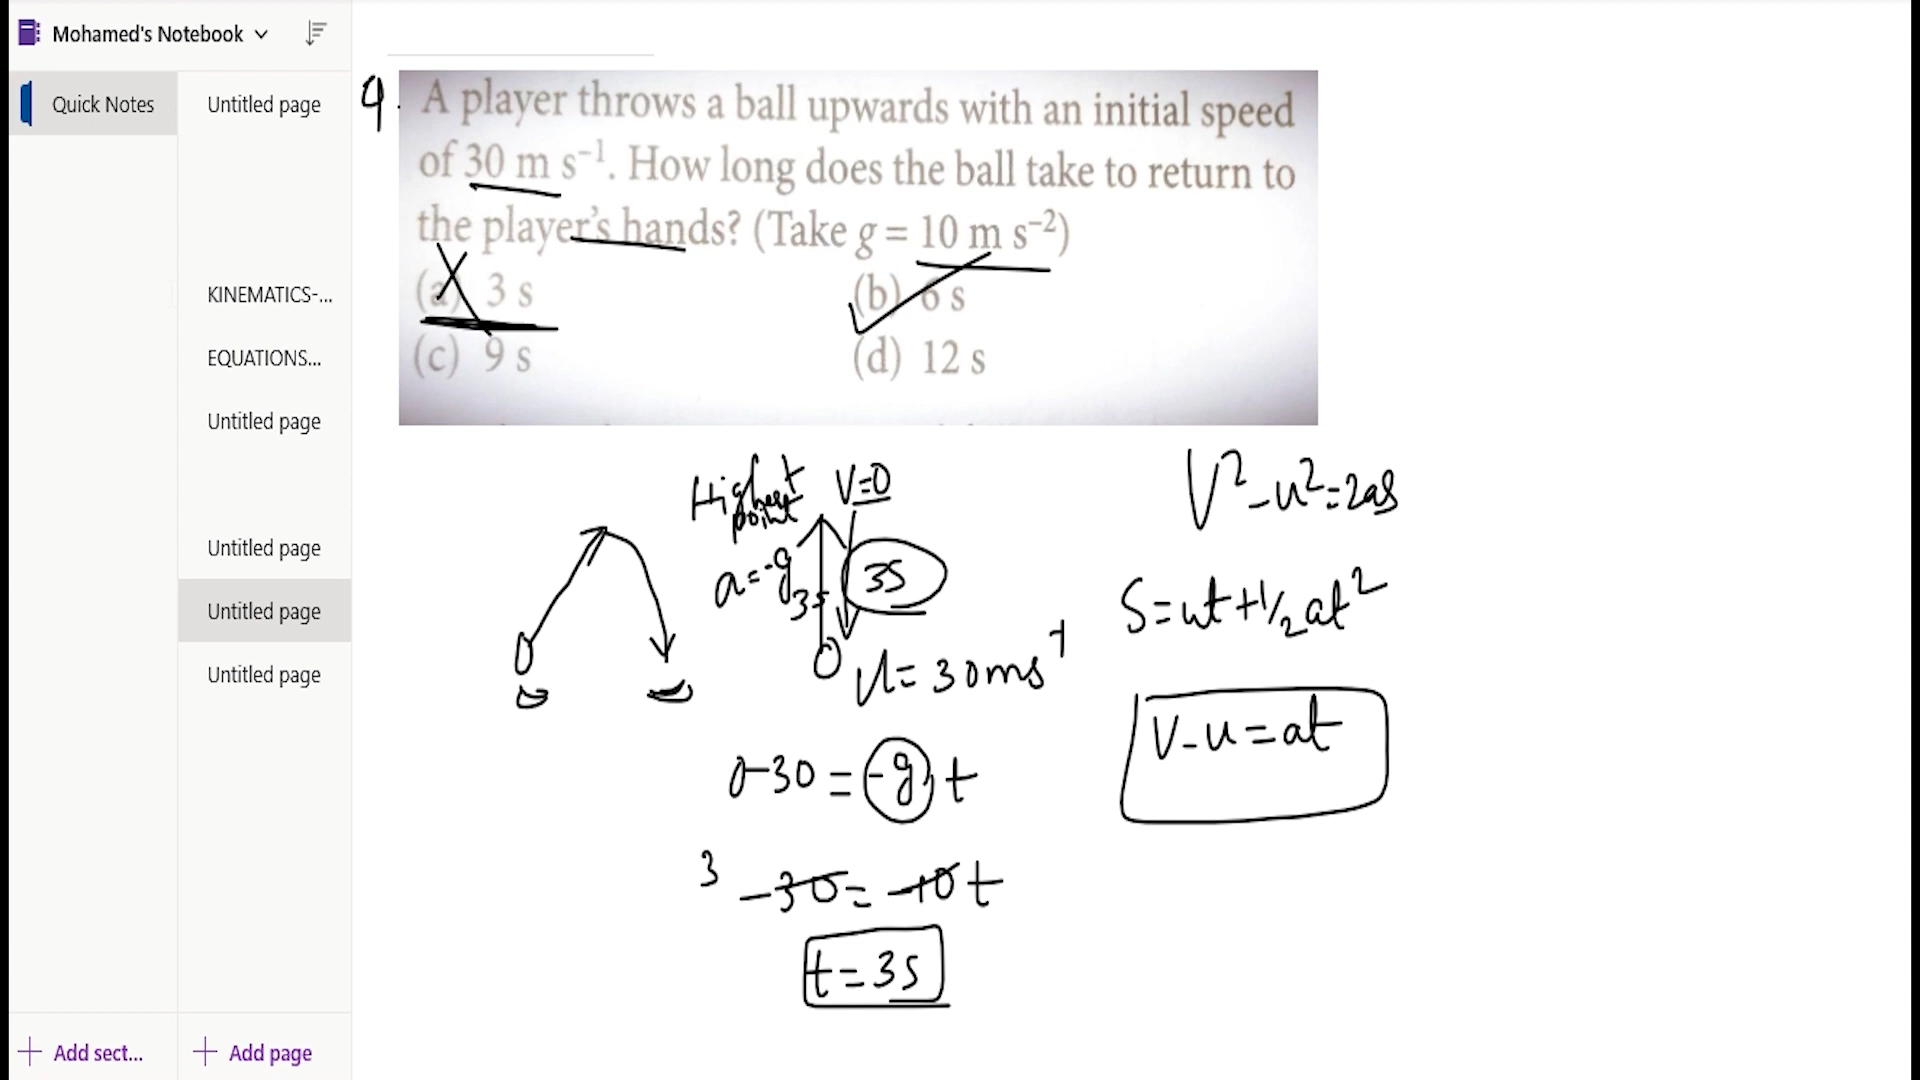 Mohamed's Notebook
Quick Notes
Untitled page
KINEMATICS-...
EQUATIONS...
Untitled page
Untitled page
Untitled page
Untitled page
+ Add sect...
+ Add page
9.
A player throws a ball upwards with an initial speed
of 30 m s⁻¹. How long does the ball take to return to
the player's hands? (Take g = 10 m s⁻²)
(a) 3 s
(b) 6 s
(c) 9 s
(d) 12 s
Highest
point
V=0
a=-g
3s
3s
u=30ms⁻¹
0-30=-gt
3
-30=-10t
t=3s
V²-u²=2as
S=ut+1/2at²
V-u=at